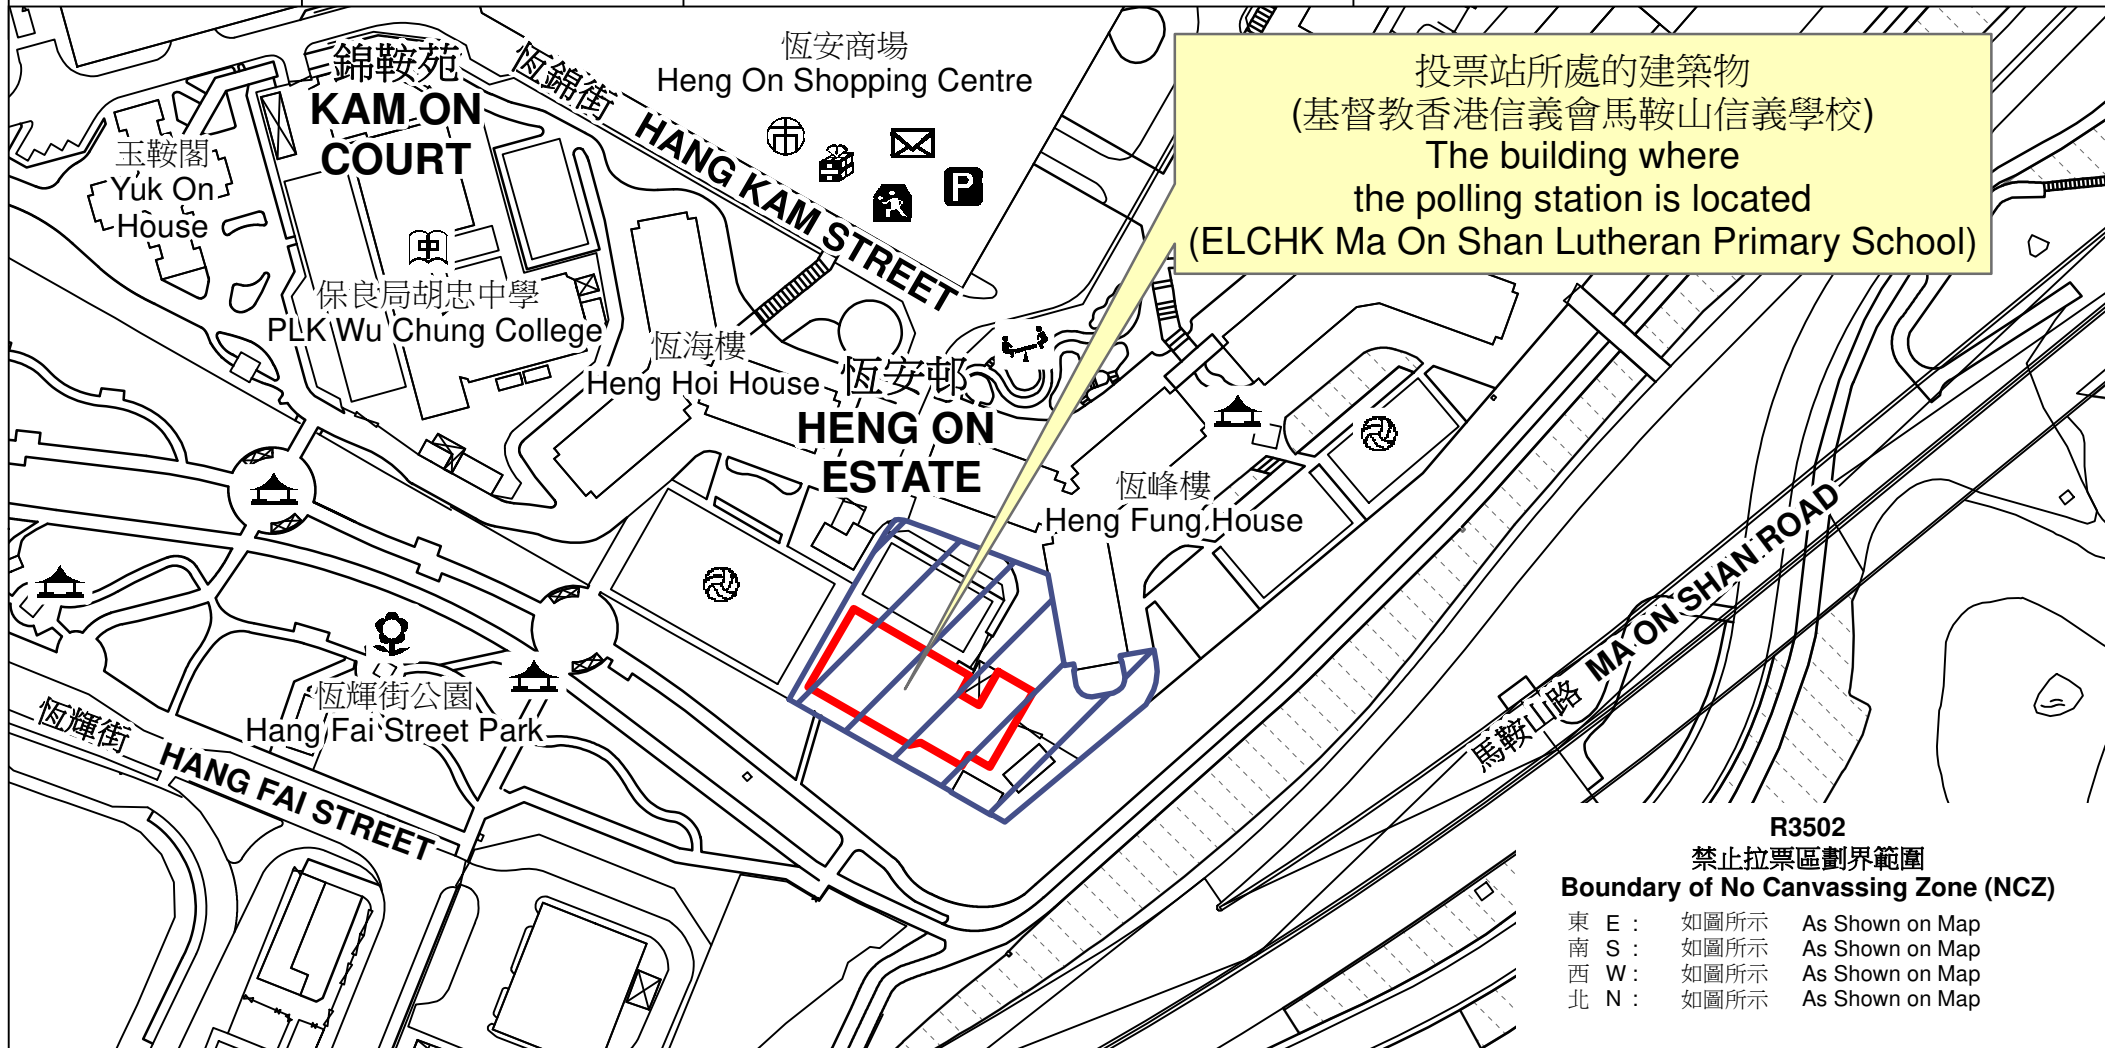 錦鞍苑
KAM ON
COURT
恆錦街 HANG KAM STREET
恆安商場
Heng On Shopping Centre
P
投票站所處的建築物
(基督教香港信義會馬鞍山信義學校)
The building where
the polling station is located
(ELCHK Ma On Shan Lutheran Primary School)
玉鞍閣
Yuk On
House
中
保良局胡忠中學
PLK Wu Chung College
恆海樓
Heng Hoi House
恆安邨
HENG ON
ESTATE
恆峰樓
Heng Fung House
恆輝街公園
Hang Fai Street Park
恆輝街 HANG FAI STREET
馬鞍山路 MA ON SHAN ROAD
R3502
禁止拉票區劃界範圍
Boundary of No Canvassing Zone (NCZ)
東 E : 如圖所示 As Shown on Map
南 S : 如圖所示 As Shown on Map
西 W : 如圖所示 As Shown on Map
北 N : 如圖所示 As Shown on Map